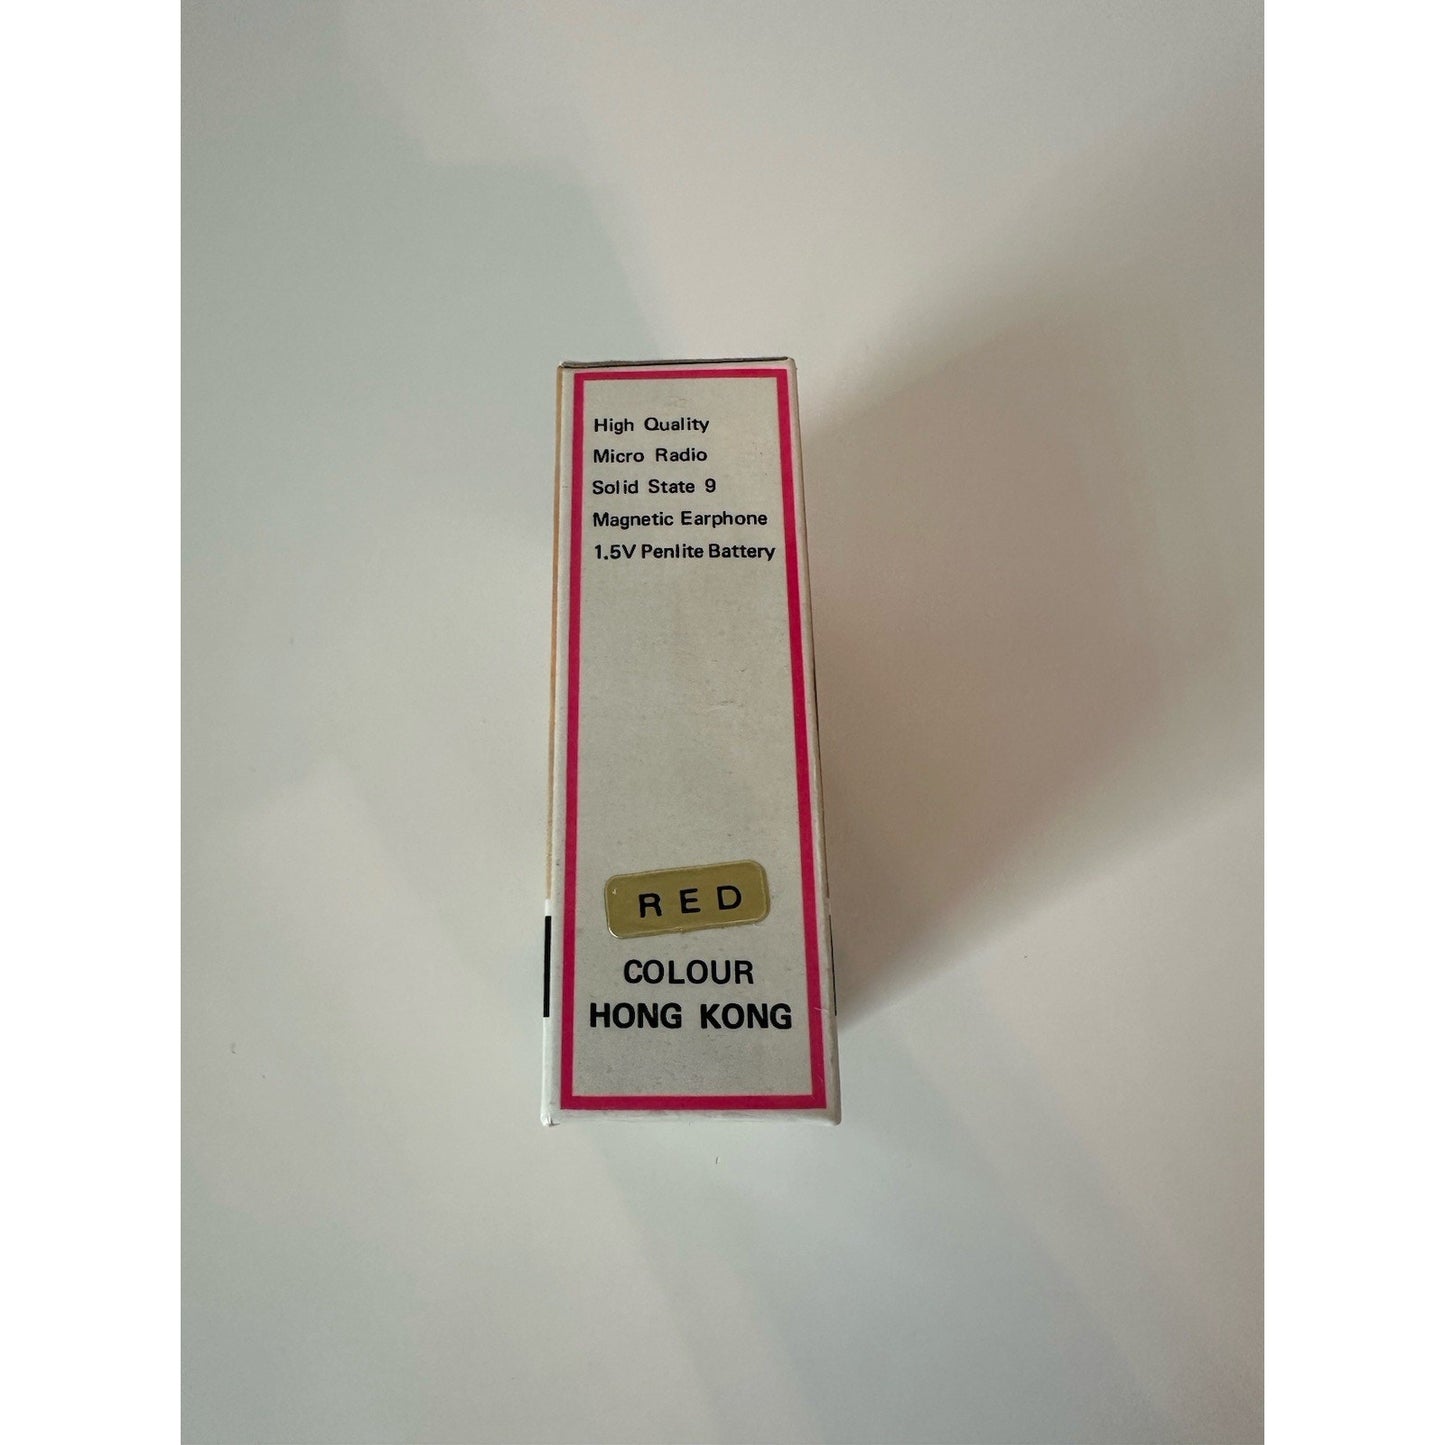 High Quality
Micro Radio
Solid State 9
Magnetic Earphone
1.5V Penlite Battery
RED
COLOUR
HONG KONG